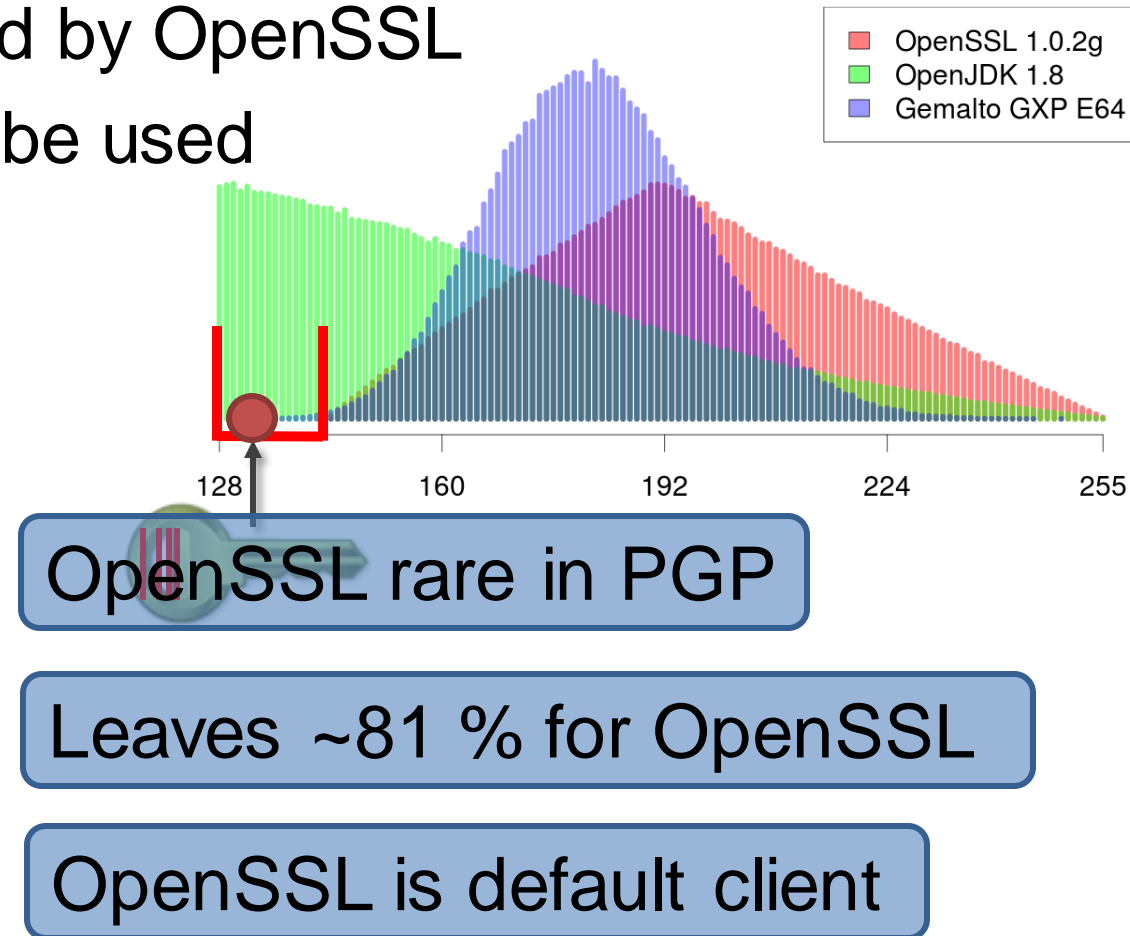 d by OpenSSL
be used
OpenSSL 1.0.2g
OpenJDK 1.8
Gemalto GXP E64
128 160 192 224 255
OpenSSL rare in PGP
Leaves ~81 % for OpenSSL
OpenSSL is default client